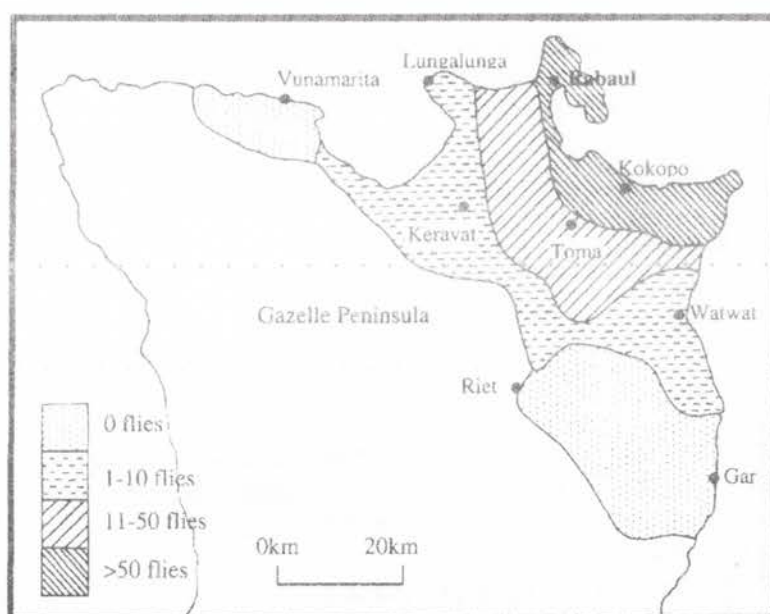 Lungalunga
Vunamarita
Rabaul
Kokopo
Keravat
Toma
Gazelle Peninsula
Watwat
Riet
0 flies
1-10 flies
Gar
11-50 flies
0km 20km
>50 flies